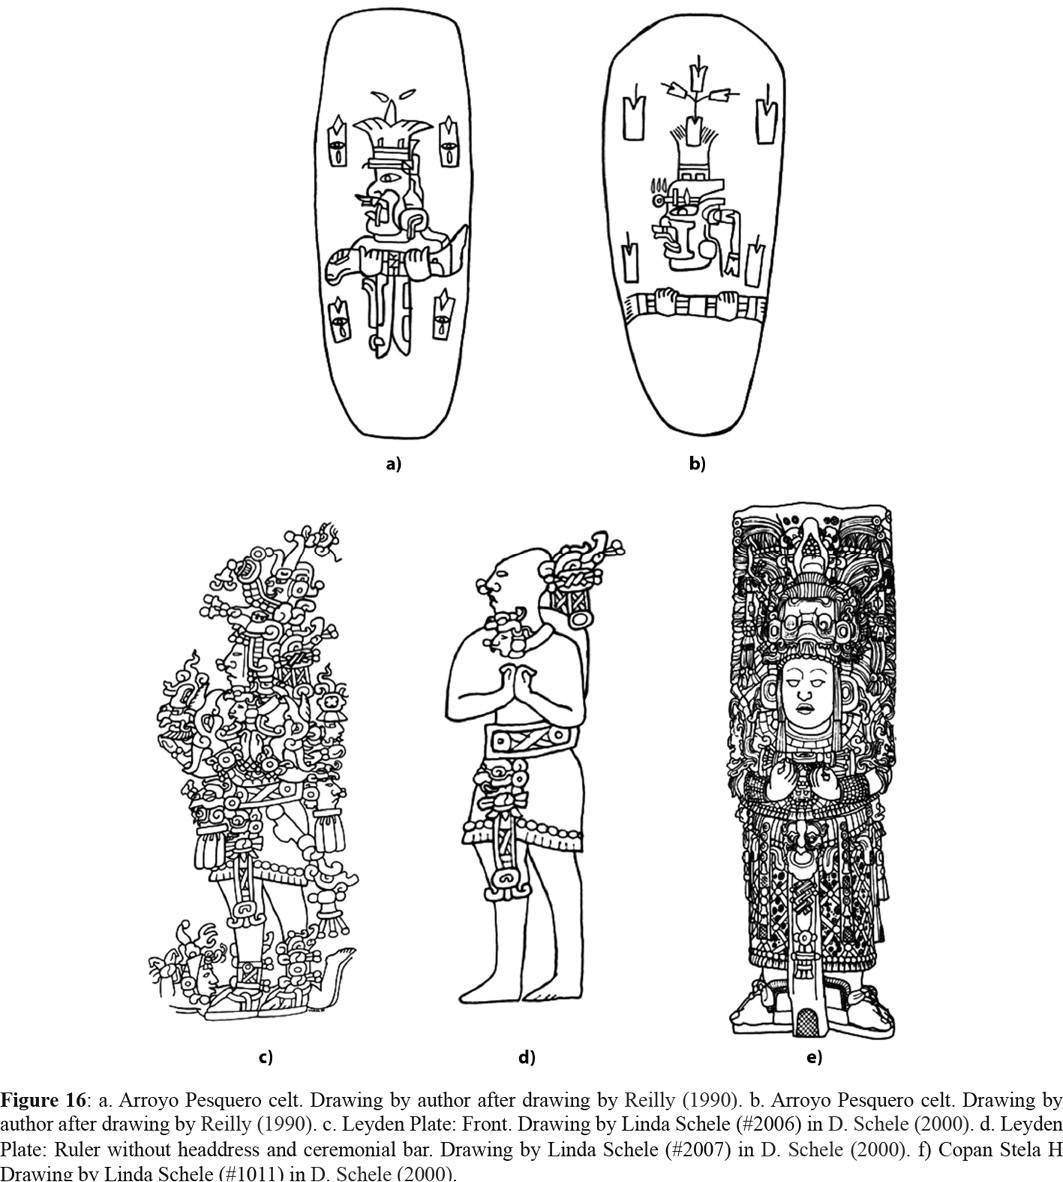 a)
b)
c)
d)
e)
Figure 16: a. Arroyo Pesquero celt. Drawing by author after drawing by Reilly (1990). b. Arroyo Pesquero celt. Drawing by
author after drawing by Reilly (1990). c. Leyden Plate: Front. Drawing by Linda Schele (#2006) in D. Schele (2000). d. Leyden
Plate: Ruler without headdress and ceremonial bar. Drawing by Linda Schele (#2007) in D. Schele (2000). f) Copan Stela H
Drawing by Linda Schele (#1011) in D. Schele (2000).